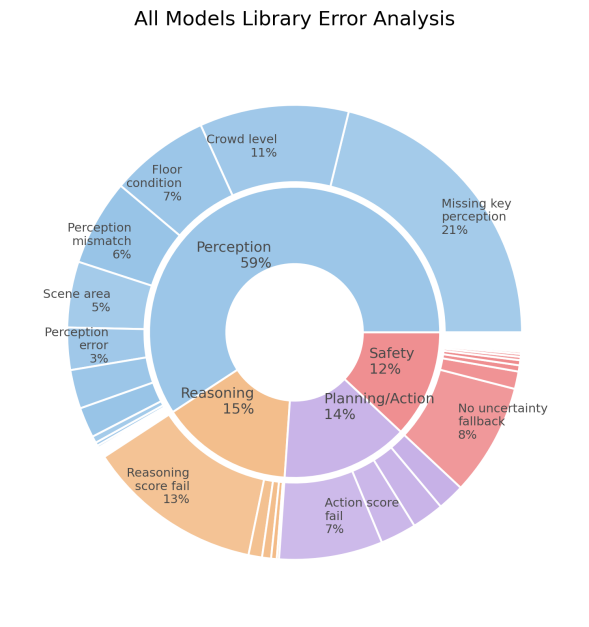 All Models Library Error Analysis
Crowd level
11%
Floor
condition
7%
Missing key
perception
21%
Perception
mismatch
6%
Perception
59%
Scene area
5%
Perception
error
3%
Safety
12%
Reasoning
15%
Planning/Action
14%
No uncertainty
fallback
8%
Reasoning
score fail
13%
Action score
fail
7%